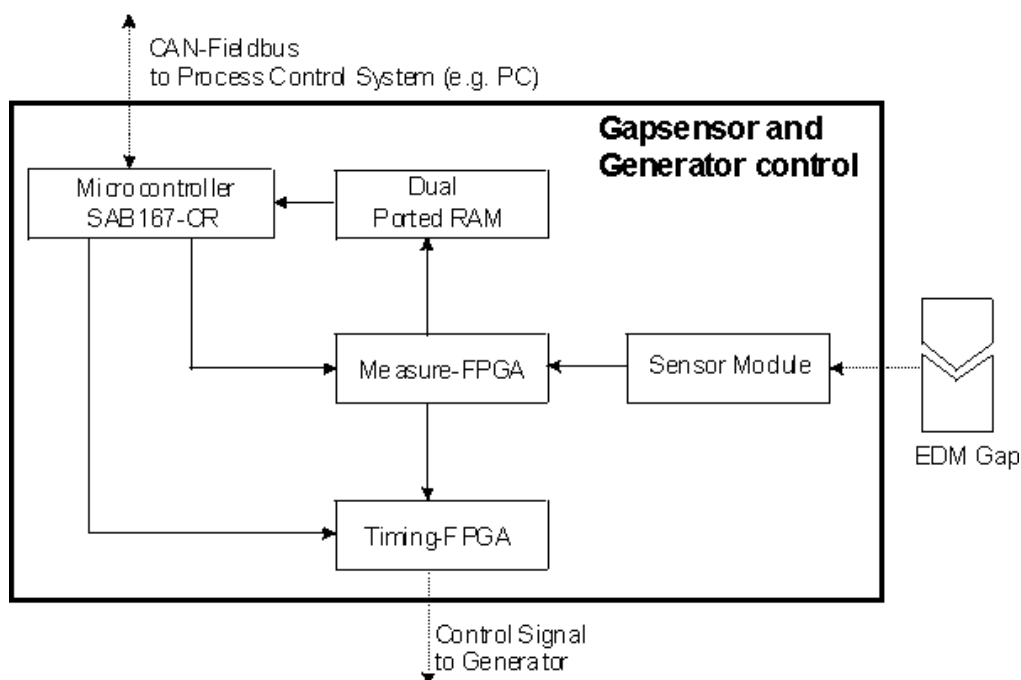 CAN-Fieldbus
to Process Control System (e.g. PC)
Gapsensor and
Generator control
Microcontroller
SAB167-CR
Dual
Ported RAM
Measure-FPGA
Sensor Module
EDM Gap
Timing-FPGA
Control Signal
to Generator